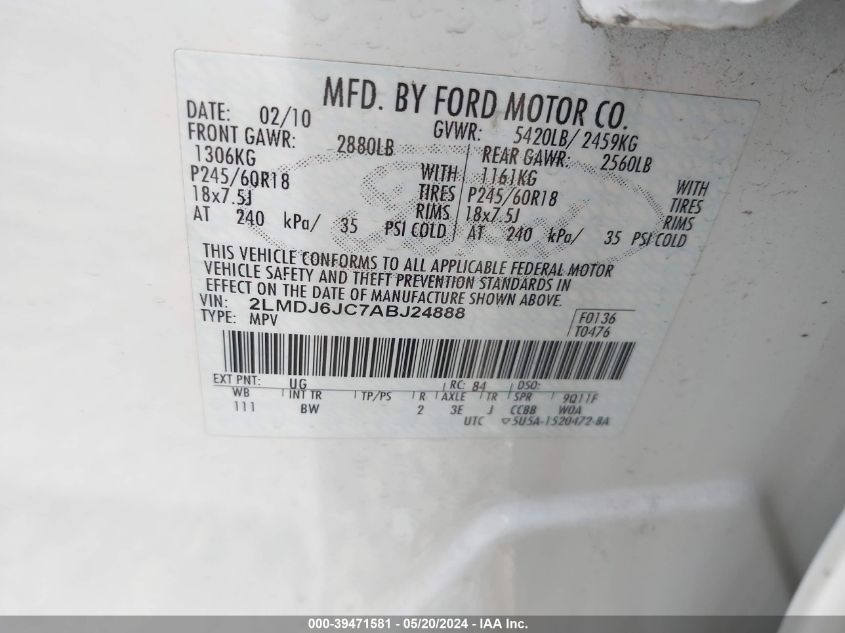 MFD. BY FORD MOTOR CO.
DATE: 02/10 GVWR: 5420LB/ 2459KG
FRONT GAWR: 2880LB REAR GAWR: 2560LB
1306KG WITH 1161KG WITH
P245/60R18 TIRES P245/60R18 TIRES
18x7.5J RIMS 18x7.5J RIMS
AT 240 kPa/ 35 PSI COLD AT 240 kPa/ 35 PSI COLD
THIS VEHICLE CONFORMS TO ALL APPLICABLE FEDERAL MOTOR
VEHICLE SAFETY AND THEFT PREVENTION STANDARDS IN
EFFECT ON THE DATE OF MANUFACTURE SHOWN ABOVE.
VIN: 2LMDJ6JC7ABJ24888 F0136
TYPE: MPV T0476
EXT PNT: UG RC: 84 DSO:
WB INT TR TP/PS R AXLE TR SPR 9Q11F
111 BW 2 3E J CCBB WOA
UTC 5U5A-1520472-BA
000-39471581 / 05/20/2024 - IAA Inc.